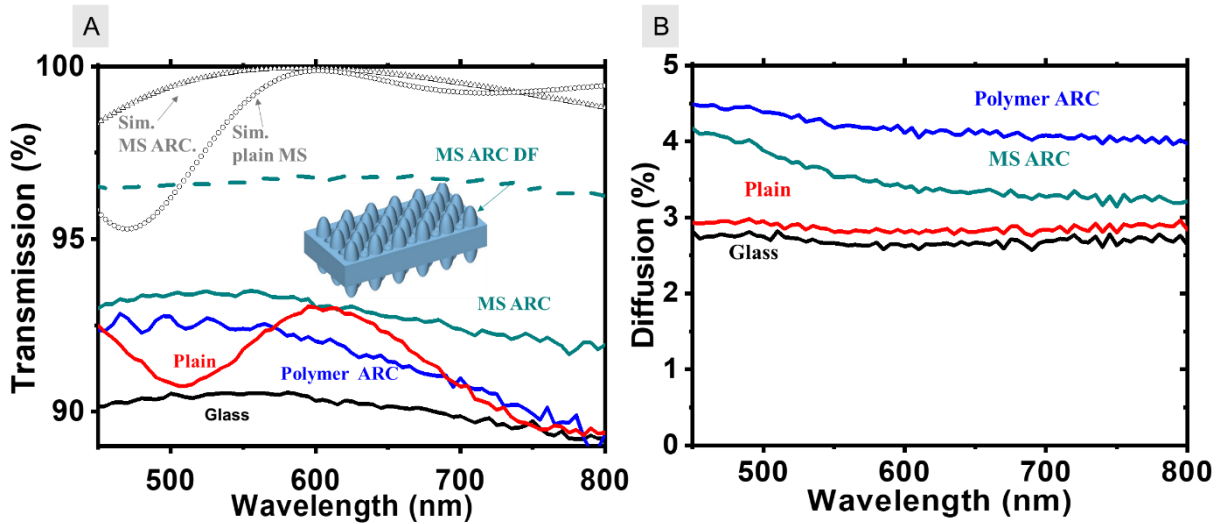 A
100
95
90
Transmission (%)
Sim.
MS ARC.
Sim.
plain MS
MS ARC DF
MS ARC
Plain
Polymer ARC
Glass
500 600 700 800
Wavelength (nm)
B
5
4
3
2
1
0
Diffusion (%)
Polymer ARC
MS ARC
Plain
Glass
500 600 700 800
Wavelength (nm)